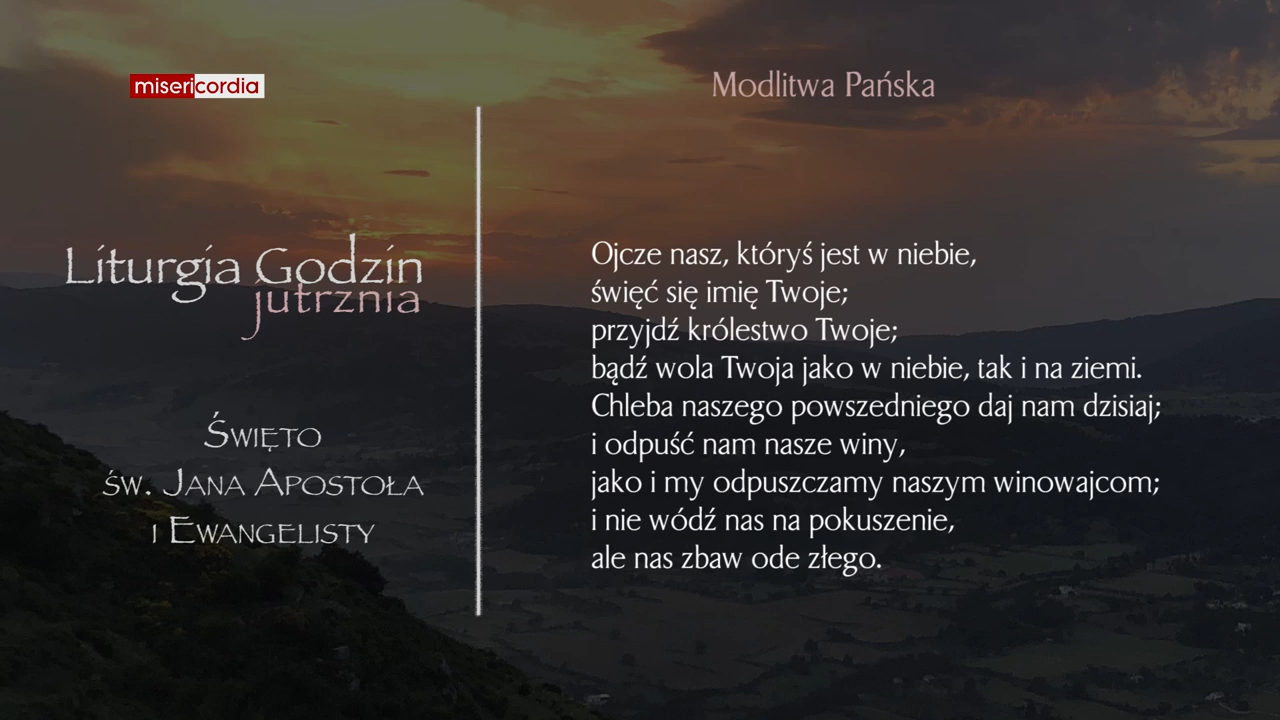 misericordia
Liturgia Godzin
jutrznia
Święto
św. Jana Apostoła
i Ewangelisty
Modlitwa Pańska
Ojcze nasz, któryś jest w niebie,
święć się imię Twoje;
przyjdź królestwo Twoje;
bądź wola Twoja jako w niebie, tak i na ziemi.
Chleba naszego powszedniego daj nam dzisiaj;
i odpuść nam nasze winy,
jako i my odpuszczamy naszym winowajcom;
i nie wódź nas na pokuszenie,
ale nas zbaw ode złego.